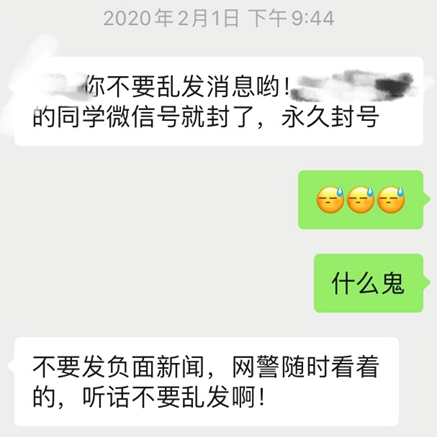 2020年2月1日 下午9:44
你不要乱发消息哟！
的同学微信号就封了，永久封号
什么鬼
不要发负面新闻，网警随时看着
的，听话不要乱发啊！